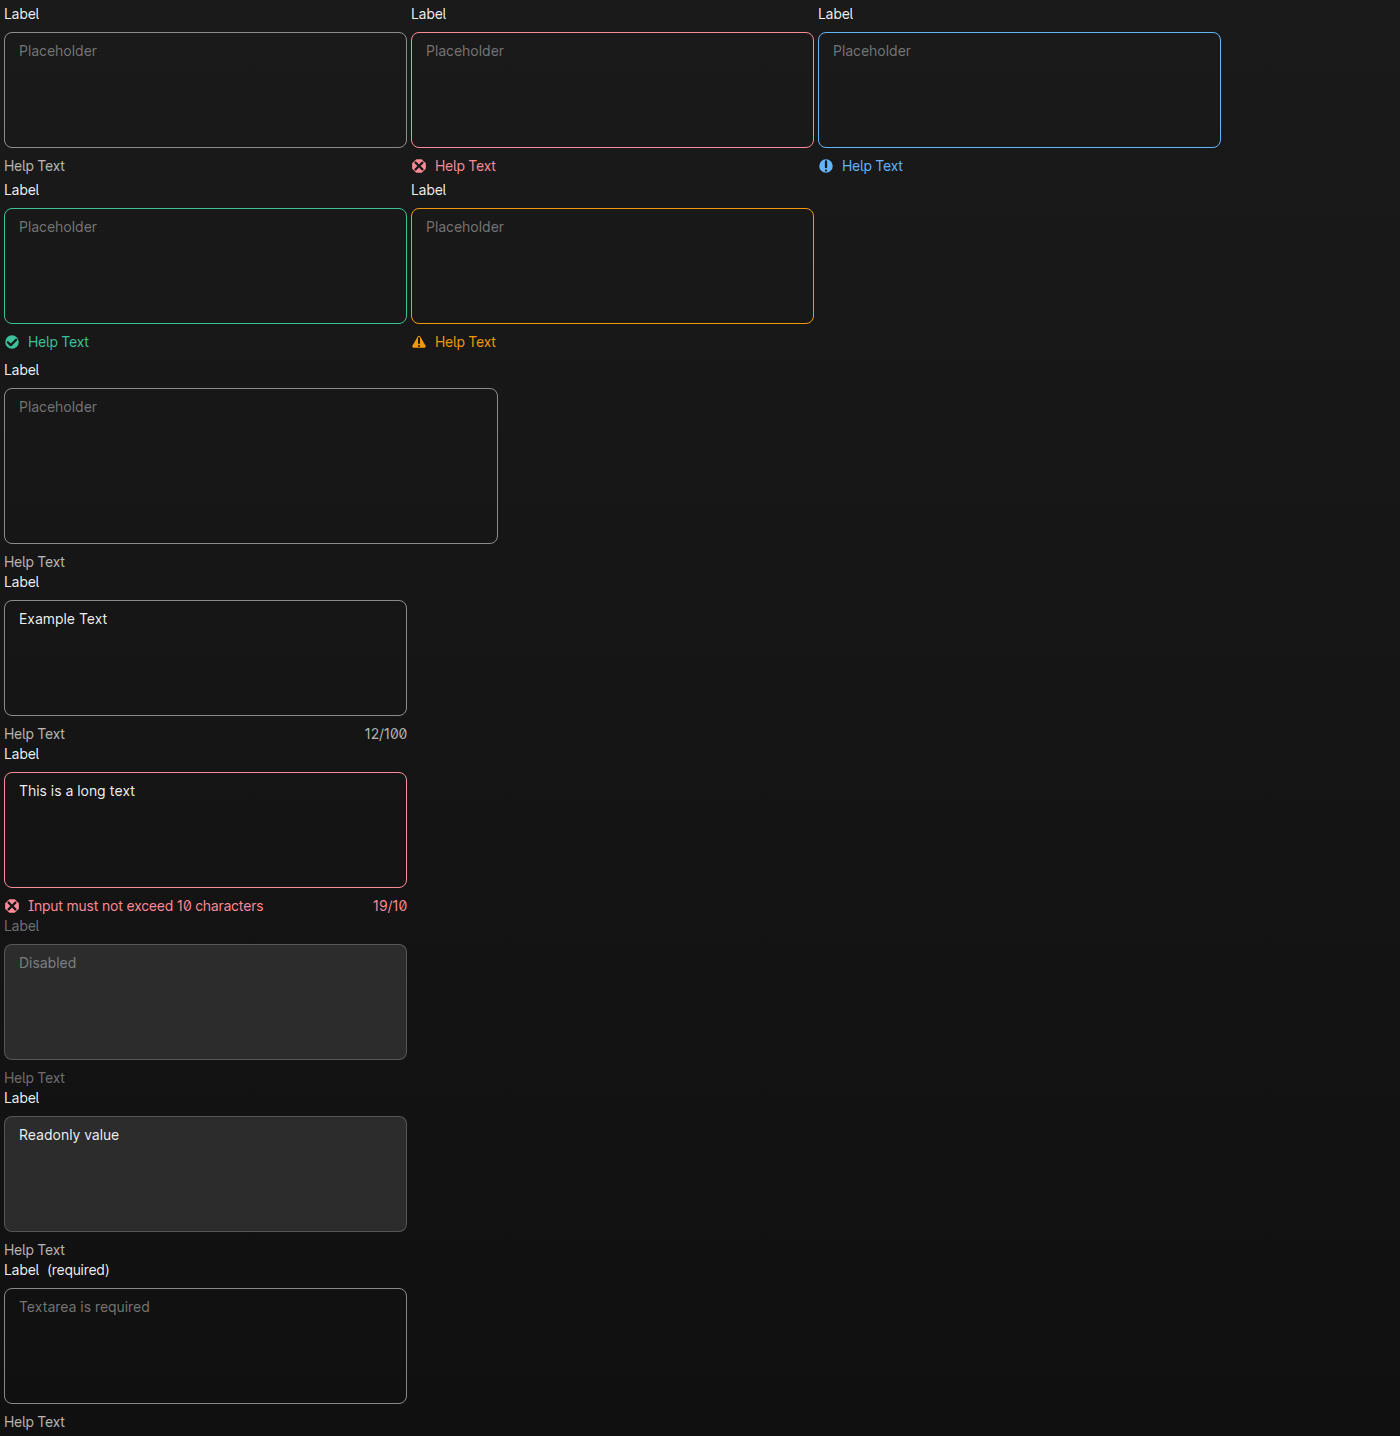 Label Label Label
Placeholder Placeholder Placeholder
Help Text Help Text Help Text
Label Label
Placeholder Placeholder
Help Text Help Text
Label
Placeholder
Help Text
Label
Example Text
Help Text 12/100
Label
This is a long text
Input must not exceed 10 characters 19/10
Label
Disabled
Help Text
Label
Readonly value
Help Text
Label (required)
Textarea is required
Help Text